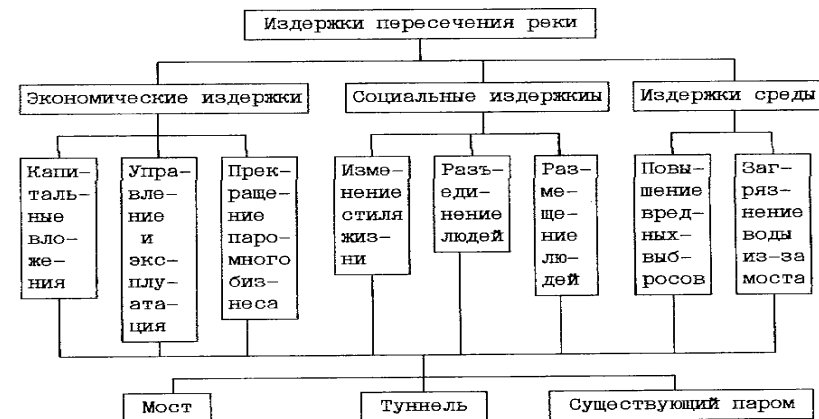 Издержки пересечения реки
Экономические издержки
Социальные издержкиы
Издержки среды
Капи-
таль-
ные
вло-
же-
ния
Упра-
вле-
ние
и
экс-
плу-
ата-
ция
Прек-
раще-
ние
паро-
много
биз-
неса
Изме-
нение
стиля
жиз-
ни
Разъ-
еди-
нение
людей
Раз-
ме-
ще-
ние
лю-
дей
Повы-
шение
вред-
ных-
выб-
росов
Заг-
ряз-
нение
воды
из-за
моста
Мост
Туннель
Существующий паром